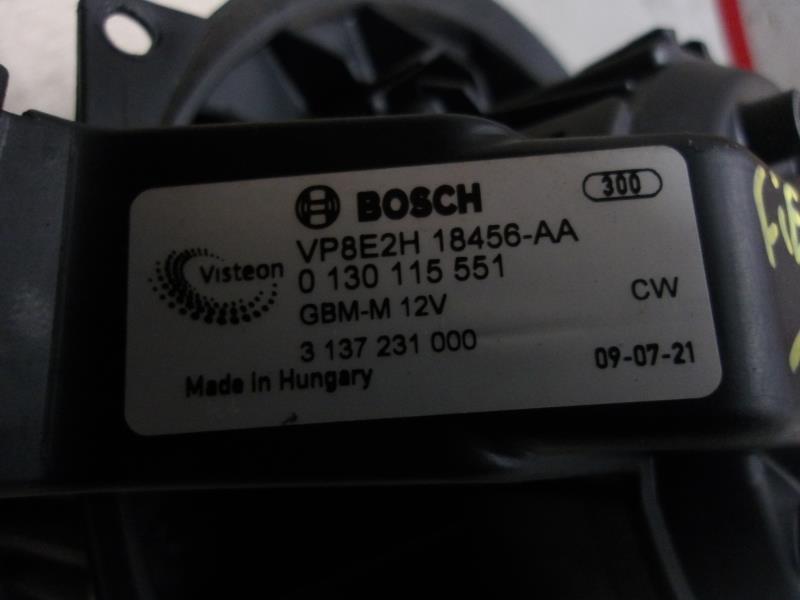 BOSCH
300
VP8E2H 18456-AA
Visteon
0 130 115 551
GBM-M 12V
CW
3 137 231 000
09-07-21
Made in Hungary